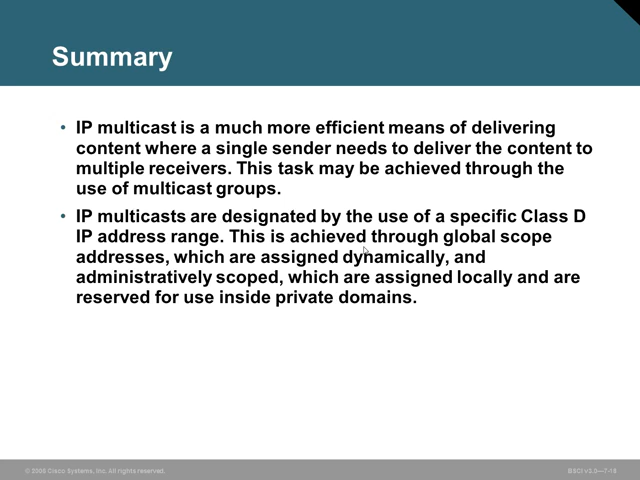 Summary
• IP multicast is a much more efficient means of delivering
content where a single sender needs to deliver the content to
multiple receivers. This task may be achieved through the
use of multicast groups.
• IP multicasts are designated by the use of a specific Class D
IP address range. This is achieved through global scope
addresses, which are assigned dynamically, and
administratively scoped, which are assigned locally and are
reserved for use inside private domains.
© 2006 Cisco Systems, Inc. All rights reserved.
BSCI v3.0—7-16